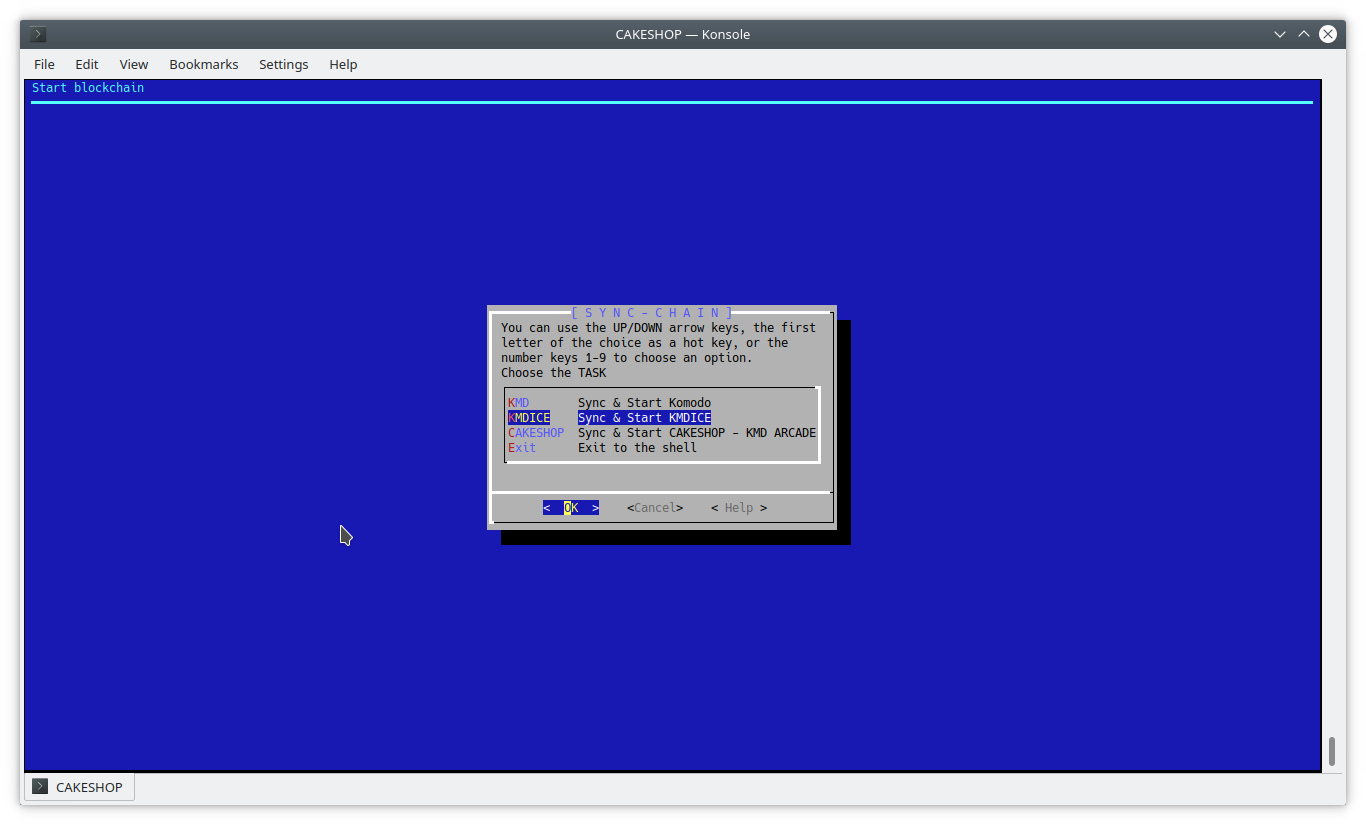 CAKESHOP — Konsole
File Edit View Bookmarks Settings Help
Start blockchain
[ S Y N C - C H A I N ]
You can use the UP/DOWN arrow keys, the first
letter of the choice as a hot key, or the
number keys 1-9 to choose an option.
Choose the TASK
KMD Sync & Start Komodo
KMDICE Sync & Start KMDICE
CAKESHOP Sync & Start CAKESHOP - KMD ARCADE
Exit Exit to the shell
< OK > <Cancel> < Help >
CAKESHOP